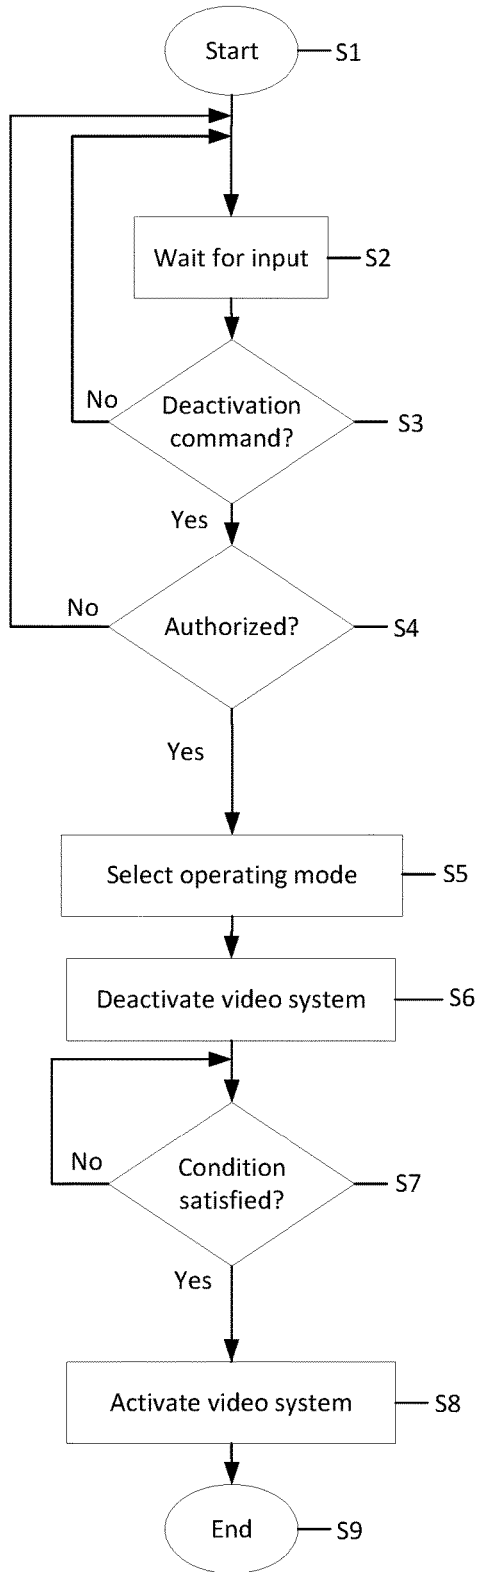 Start
S1
Wait for input
S2
No
Deactivation
command?
S3
Yes
No
Authorized?
S4
Yes
Select operating mode
S5
Deactivate video system
S6
No
Condition
satisfied?
S7
Yes
Activate video system
S8
End
S9